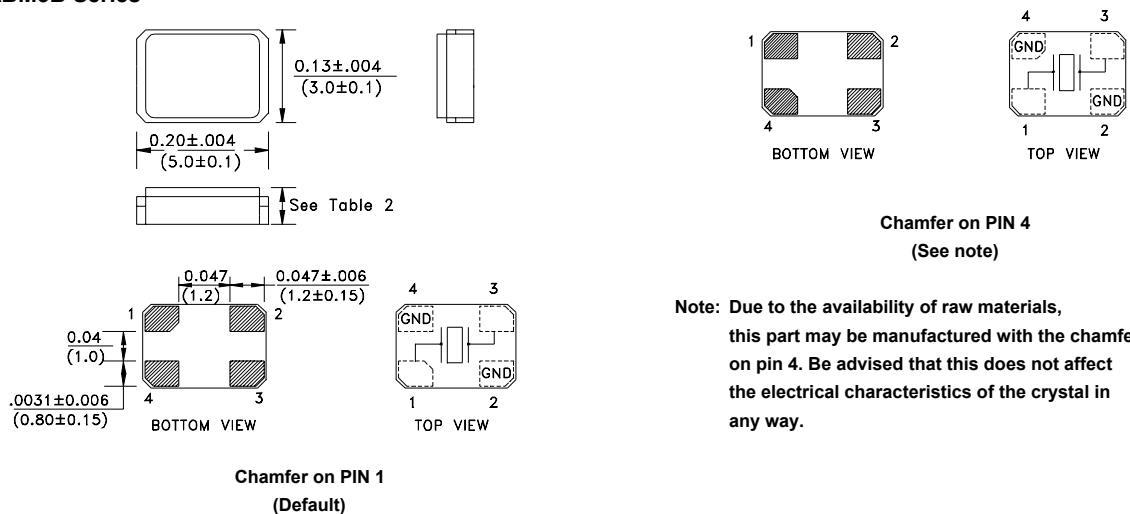 0.13±.004
(3.0±0.1)
0.20±.004
(5.0±0.1)
See Table 2
0.047
(1.2)
0.047±.006
(1.2±0.15)
1
2
0.04
(1.0)
.0031±0.006
(0.80±0.15)
4
3
BOTTOM VIEW
4
3
GND
GND
1
2
TOP VIEW
Chamfer on PIN 1
(Default)
1
2
4
3
BOTTOM VIEW
4
3
GND
GND
1
2
TOP VIEW
Chamfer on PIN 4
(See note)
Note: Due to the availability of raw materials,
this part may be manufactured with the chamfe
on pin 4. Be advised that this does not affect
the electrical characteristics of the crystal in
any way.